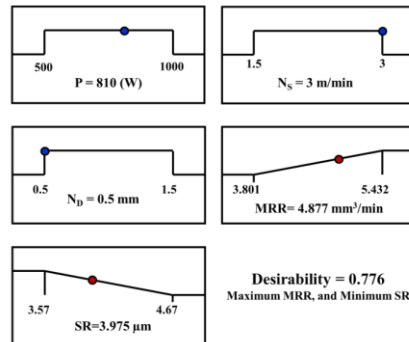 500 1000
P = 810 (W)
1.5 3
N_S = 3 m/min
0.5 1.5
N_D = 0.5 mm
3.801 5.432
MRR= 4.877 mm³/min
3.57 4.67
SR=3.975 µm
Desirability = 0.776
Maximum MRR, and Minimum SR